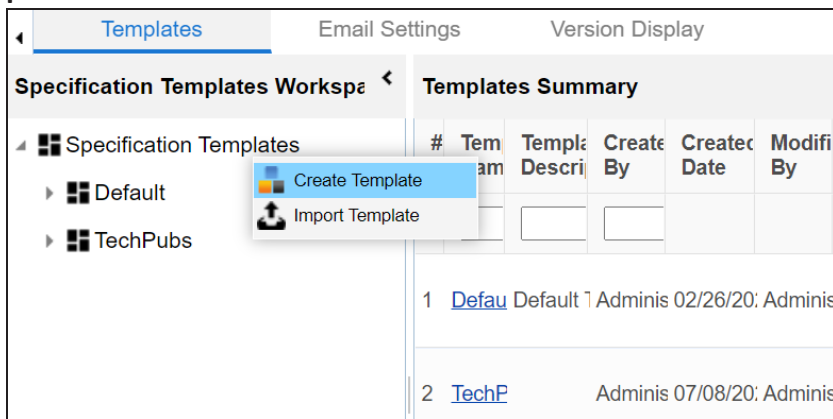 Templates Email Settings Version Display
Specification Templates Workspa
Templates Summary
Specification Templates
Default
TechPubs
Create Template
Import Template
# Tem Templa Create Created Modifi
am Descri By Date By
1 Defau Default Adminis 02/26/20 Adminis
2 TechP Adminis 07/08/20 Adminis